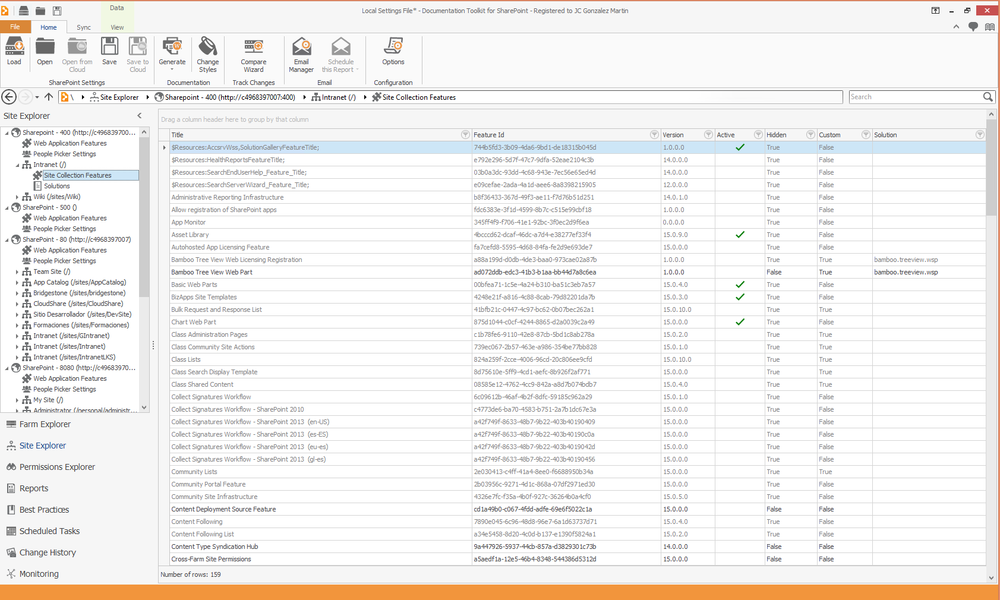 Data
Local Settings File* - Documentation Toolkit for SharePoint - Registered to JC Gonzalez Martin
File Home Sync View
Load Open Open from Cloud Save Save to Cloud Generate Change Styles Compare Wizard Email Manager Schedule this Report Options
SharePoint Settings Documentation Track Changes Email Configuration
\ Site Explorer Sharepoint - 400 (http://c4968397007:400) Intranet (/) Site Collection Features Search
Site Explorer
Sharepoint - 400 (http://c496839700...
Web Application Features
People Picker Settings
Intranet (/)
Site Collection Features
Solutions
Wiki (/sites/Wiki)
SharePoint - 500 ()
Web Application Features
People Picker Settings
SharePoint - 80 (http://c4968397007)
Web Application Features
People Picker Settings
Team Site (/)
App Catalog (/sites/AppCatalog)
Bridgestone (/sites/bridgestone)
CloudShare (/sites/CloudShare)
Sitio Desarrollador (/sites/DevSite)
Formaciones (/sites/Formaciones)
Intranet (/sites/GIntranet)
Intranet (/sites/Intranet)
Intranet (/sites/IntranetLKS)
SharePoint - 8080 (http://c49683970...
Web Application Features
People Picker Settings
My Site (/)
Administrator (/personal/administr...
Farm Explorer
Site Explorer
Permissions Explorer
Reports
Best Practices
Scheduled Tasks
Change History
Monitoring
Drag a column header here to group by that column
Title Feature Id Version Active Hidden Custom Solution
$Resources:AccsrvWss,SolutionGalleryFeatureTitle; 744b5fd3-3b09-4da6-9bd1-de18315b045d 1.0.0.0 True False
$Resources:HealthReportsFeatureTitle; e792e296-5d7f-47c7-9dfa-52eae2104c3b 14.0.0.0 True False
$Resources:SearchEndUserHelp_Feature_Title; 03b0a3dc-93dd-4c68-943e-7ec56e65ed4d 14.0.0.0 True False
$Resources:SearchServerWizard_Feature_Title; e09cefae-2ada-4a1d-aee6-8a8398215905 12.0.0.0 True False
Administrative Reporting Infrastructure b8f36433-367d-49f3-ae11-f7d76b51d251 14.0.1.0 True False
Allow registration of SharePoint apps fdc6383e-3f1d-4599-8b7c-c515e99cbf18 1.0.0.0 True False
App Monitor 345ff4f9-f706-41e1-92bc-3f0ec2d9f6ea 0.0.0.0 True False
Asset Library 4bcccd62-dcaf-46dc-a7d4-e38277ef33f4 15.0.9.0 True False
Autohosted App Licensing Feature fa7cefd8-5595-4d68-84fa-fe2d9e693de7 15.0.0.0 True False
Bamboo Tree View Web Licensing Registration a88a199d-d0db-4de3-baa0-973cae02a87b 1.0.0.0 True True bamboo.treeview.wsp
Bamboo Tree View Web Part ad072ddb-edc3-41b3-b1aa-bb44d7a8c6ea 1.0.0.0 False True bamboo.treeview.wsp
Basic Web Parts 00bfea71-1c5e-4a24-b310-ba51c3eb7a57 15.0.4.0 True False
BizApps Site Templates 4248e21f-a816-4c88-8cab-79d82201da7b 15.0.3.0 True False
Bulk Request and Response List 41bfb21c-0447-4c97-bc62-0b07bec262a1 15.0.10.0 True True
Chart Web Part 875d1044-c0cf-4244-8865-d2a0039c2a49 15.0.0.0 True False
Class Administration Pages c1b78fe6-9110-42e8-87cb-5bd1c8ab278a 15.0.2.0 True True
Class Community Site Actions 739ec067-2b57-463e-a986-354be77bb828 15.0.1.0 True True
Class Lists 824a259f-2cce-4006-96cd-20c806ee9cfd 15.0.10.0 True True
Class Search Display Template 8d75610e-5ff9-4cd1-aefc-8b926f2af771 15.0.0.0 True True
Class Shared Content 08585e12-4762-4cc9-842a-a8d7b074bdb7 15.0.4.0 True True
Collect Signatures Workflow 6c09612b-46af-4b2f-8dfc-59185c962a29 15.0.1.0 True False
Collect Signatures Workflow - SharePoint 2010 c4773de6-ba70-4583-b751-2a7b1dc67e3a 15.0.0.0 True False
Collect Signatures Workflow - SharePoint 2013 (en-US) a42f749f-8633-48b7-9b22-403b40190409 15.0.0.0 True False
Collect Signatures Workflow - SharePoint 2013 (es-ES) a42f749f-8633-48b7-9b22-403b40190c0a 15.0.0.0 True False
Collect Signatures Workflow - SharePoint 2013 (eu-es) a42f749f-8633-48b7-9b22-403b4019042d 15.0.0.0 True False
Collect Signatures Workflow - SharePoint 2013 (gl-es) a42f749f-8633-48b7-9b22-403b40190456 15.0.0.0 True False
Community Lists 2e030413-c4ff-41a4-8ee0-f6688950b34a 15.0.0.0 True True
Community Portal Feature 2b03956c-9271-4d1c-868a-07df2971ed30 15.0.0.0 True False
Community Site Infrastructure 4326e7fc-f35a-4b0f-927c-36264b0a4cf0 15.0.5.0 True False
Content Deployment Source Feature cd1a49b0-c067-4fdd-adfe-69e6f5022c1a 15.0.0.0 False False
Content Following 7890e045-6c96-48d8-96e7-6a1d63737d71 15.0.4.0 True False
Content Following List a34e5458-8d20-4c0d-b137-e1390f5824a1 15.0.2.0 True False
Content Type Syndication Hub 9a447926-5937-44cb-857a-d3829301c73b 14.0.0.0 False False
Cross-Farm Site Permissions a5aedf1a-12e5-46b4-8348-544386d5312d 15.0.0.0 False False
Number of rows: 159